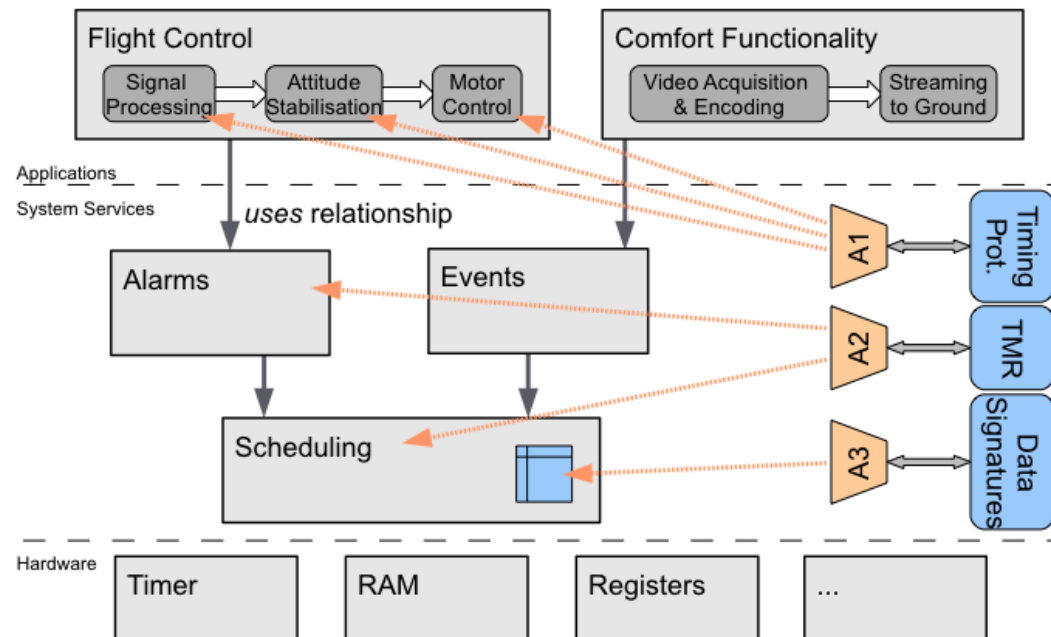 Flight Control
Signal
Processing
Attitude
Stabilisation
Motor
Control
Comfort Functionality
Video Acquisition
& Encoding
Streaming
to Ground
Applications
System Services
uses relationship
Alarms
Events
Scheduling
A1
Timing
Prot.
A2
TMR
A3
Data
Signatures
Hardware
Timer
RAM
Registers
...